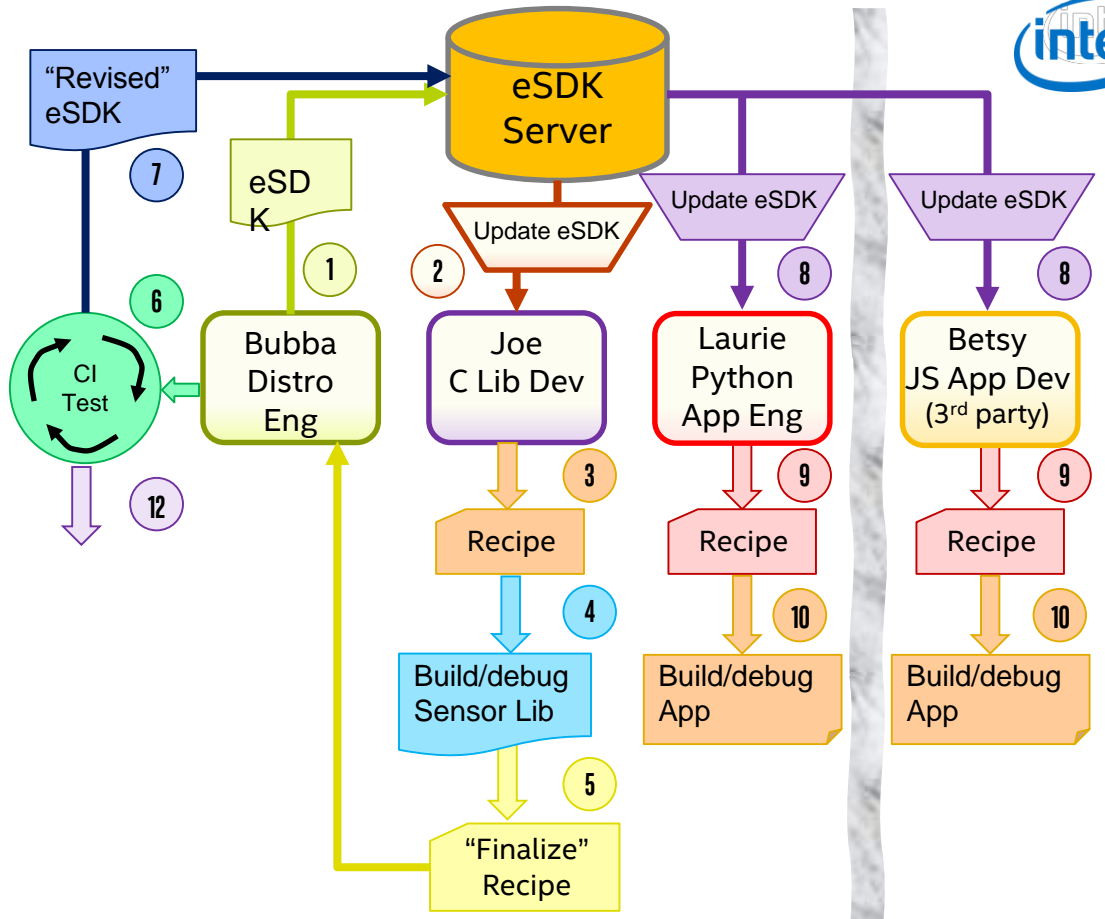 "Revised"
eSDK
eSDK
Server
inte
7
eSD
K
Update eSDK
Update eSDK
Update eSDK
1
2
8
8
6
CI
Test
Bubba
Distro
Eng
Joe
C Lib Dev
Laurie
Python
App Eng
Betsy
JS App Dev
(3rd party)
12
3
9
9
Recipe
Recipe
Recipe
4
10
10
Build/debug
Sensor Lib
Build/debug
App
Build/debug
App
5
"Finalize"
Recipe